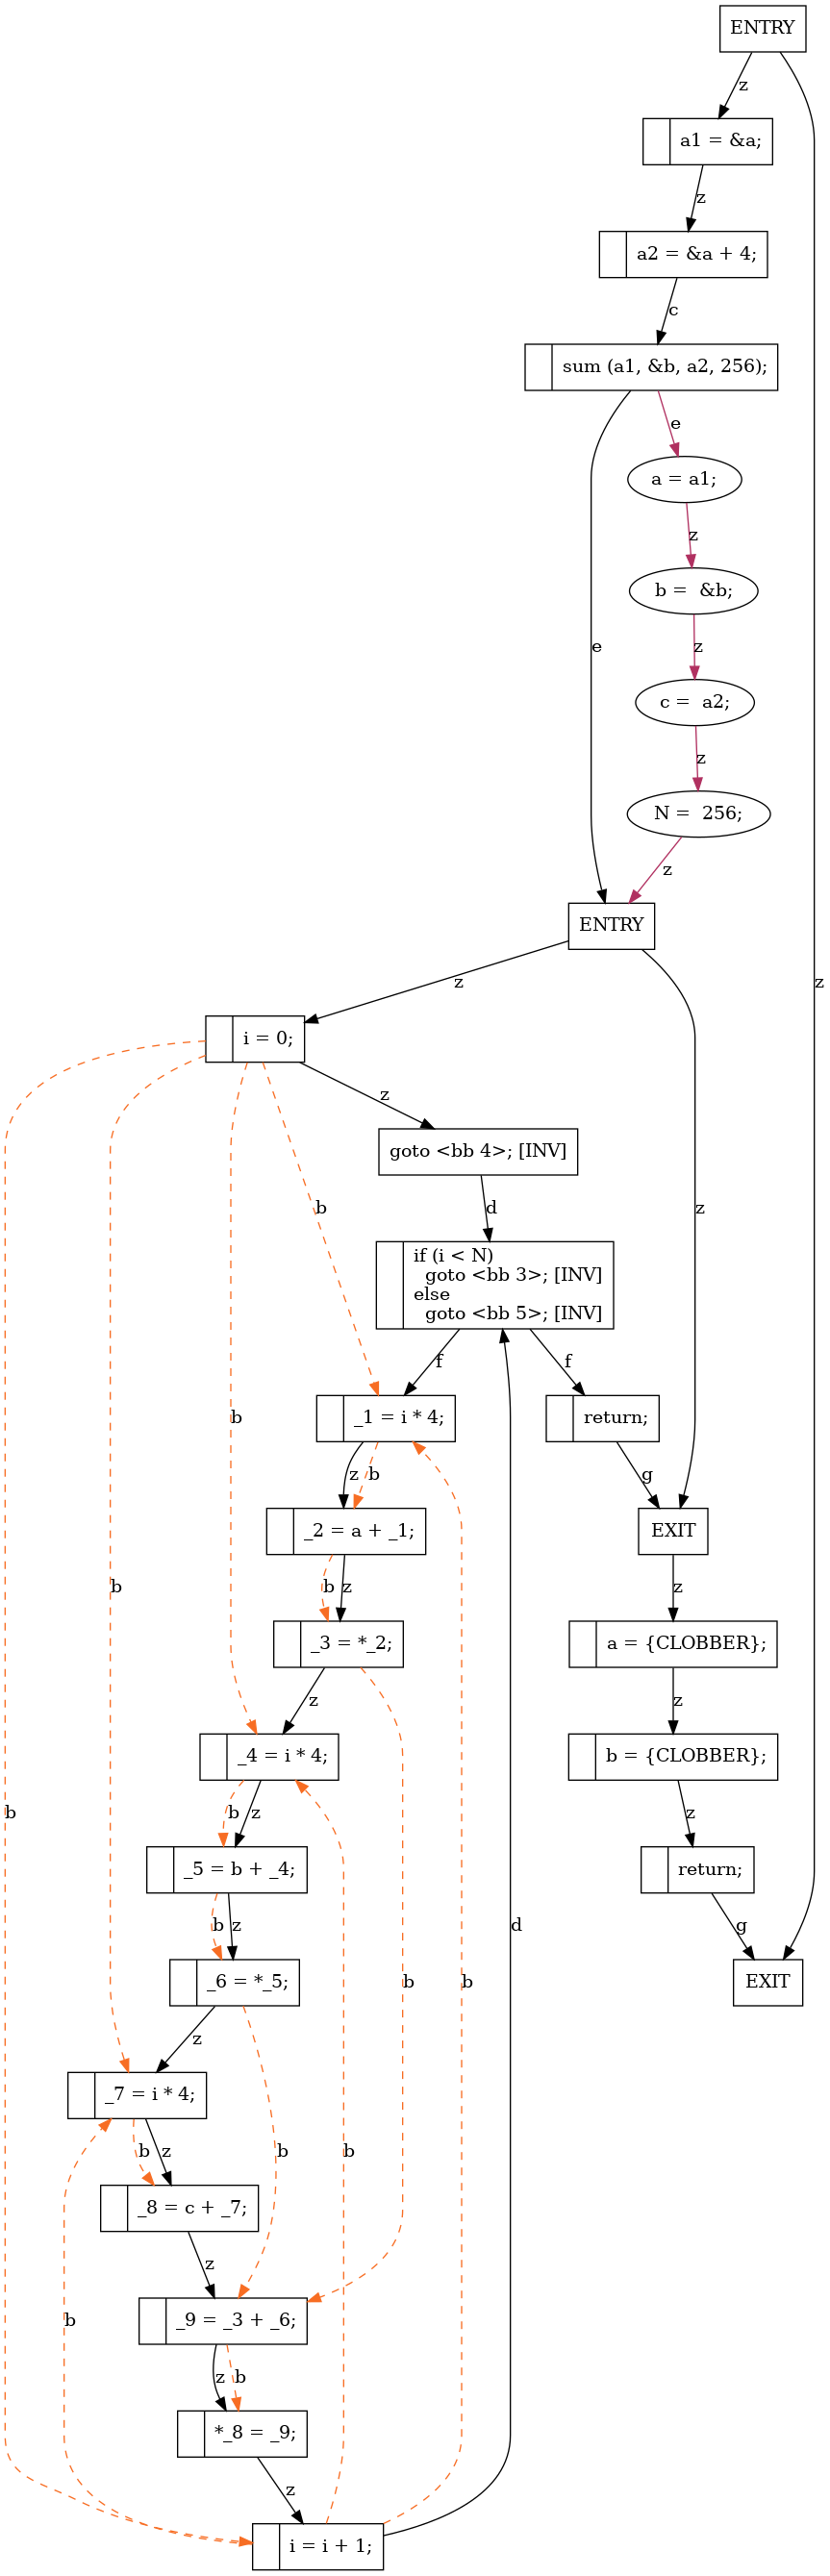 ENTRY
z
a1 = &a;
z
a2 = &a + 4;
c
sum (a1, &b, a2, 256);
e
a = a1;
z
b =  &b;
e
z
c =  a2;
z
N =  256;
z
ENTRY
z
z
i = 0;
z
goto <bb 4>; [INV]
b
d
z
if (i < N)
goto <bb 3>; [INV]
else
goto <bb 5>; [INV]
f
f
b
_1 = i * 4;
return;
z
b
g
_2 = a + _1;
EXIT
b
b
z
z
_3 = *_2;
a = {CLOBBER};
z
z
_4 = i * 4;
b = {CLOBBER};
b
b
z
z
_5 = b + _4;
return;
b
z
d
g
_6 = *_5;
EXIT
b
b
z
_7 = i * 4;
b
z
b
b
_8 = c + _7;
z
b
_9 = _3 + _6;
z
b
*_8 = _9;
z
i = i + 1;